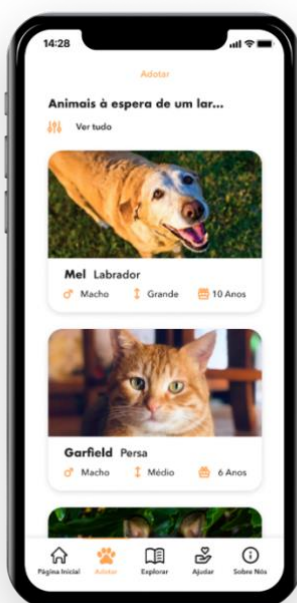 14:28
Adotar
Animais à espera de um lar...
Ver tudo
Mel Labrador
Macho Grande 10 Anos
Garfield Persa
Macho Médio 6 Anos
Página Inicial Adotar Explorar Ajudar Sobre Nós